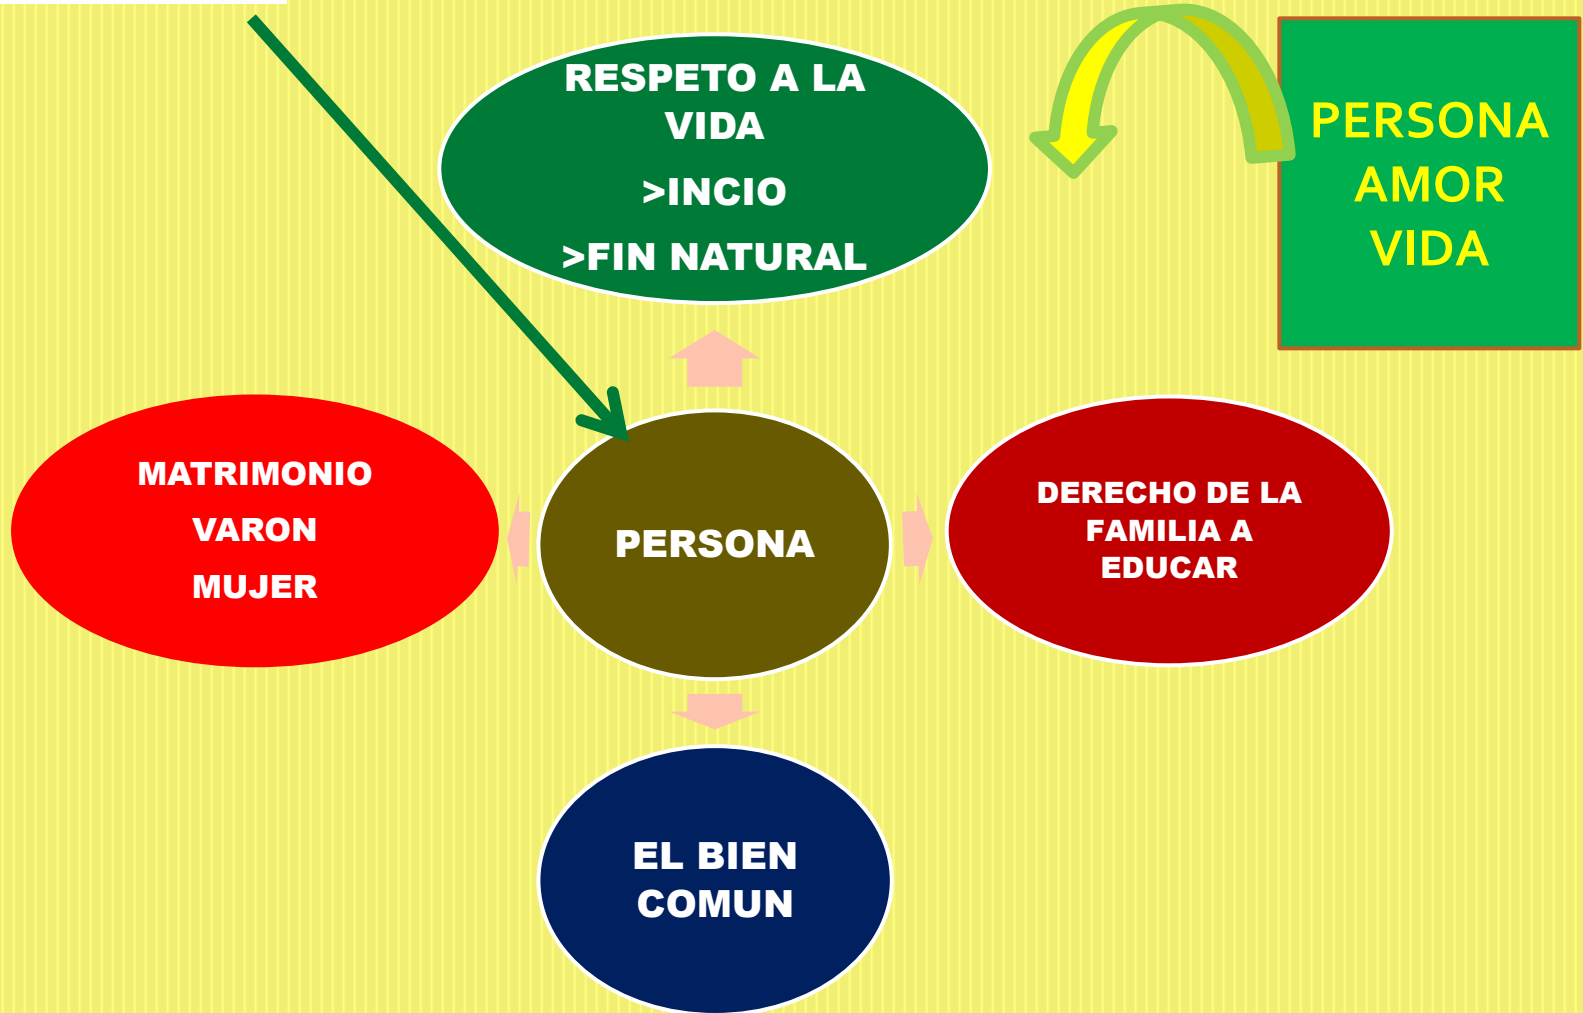 RESPETO A LA
VIDA
>INCIO
>FIN NATURAL
PERSONA
AMOR
VIDA
MATRIMONIO
VARON
MUJER
PERSONA
DERECHO DE LA
FAMILIA A
EDUCAR
EL BIEN
COMUN